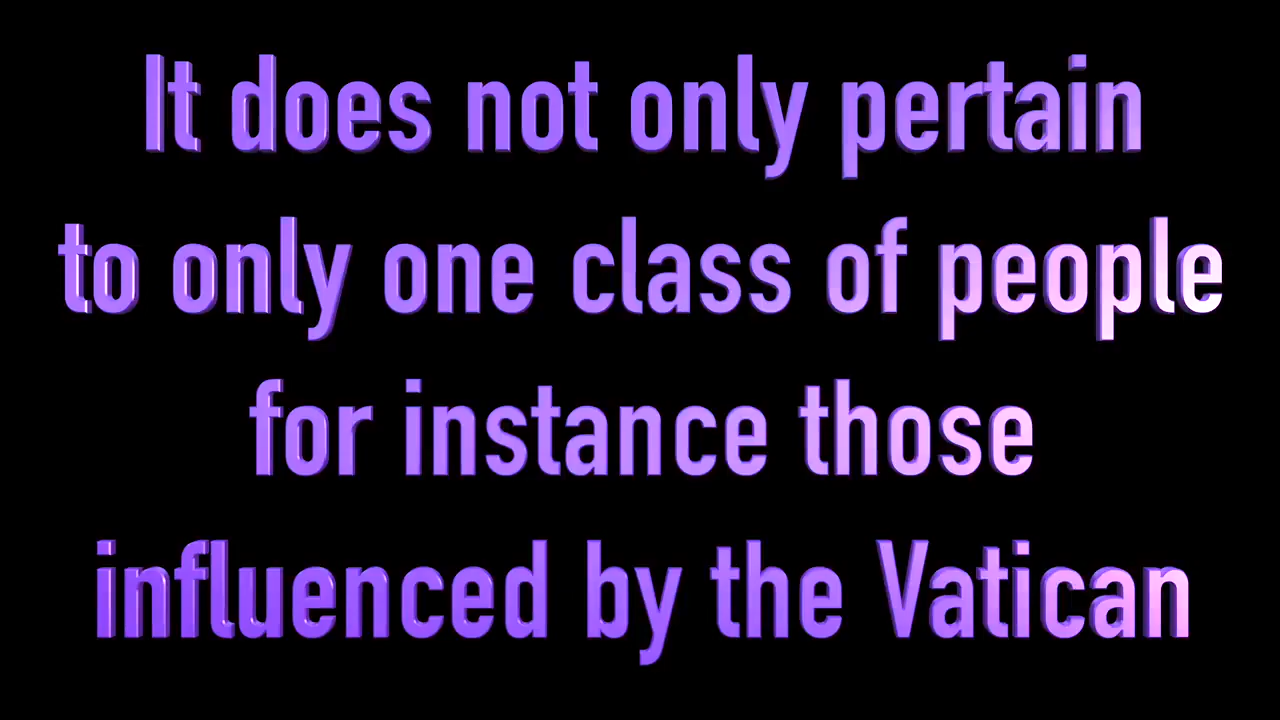 It does not only pertain
to only one class of people
for instance those
influenced by the Vatican